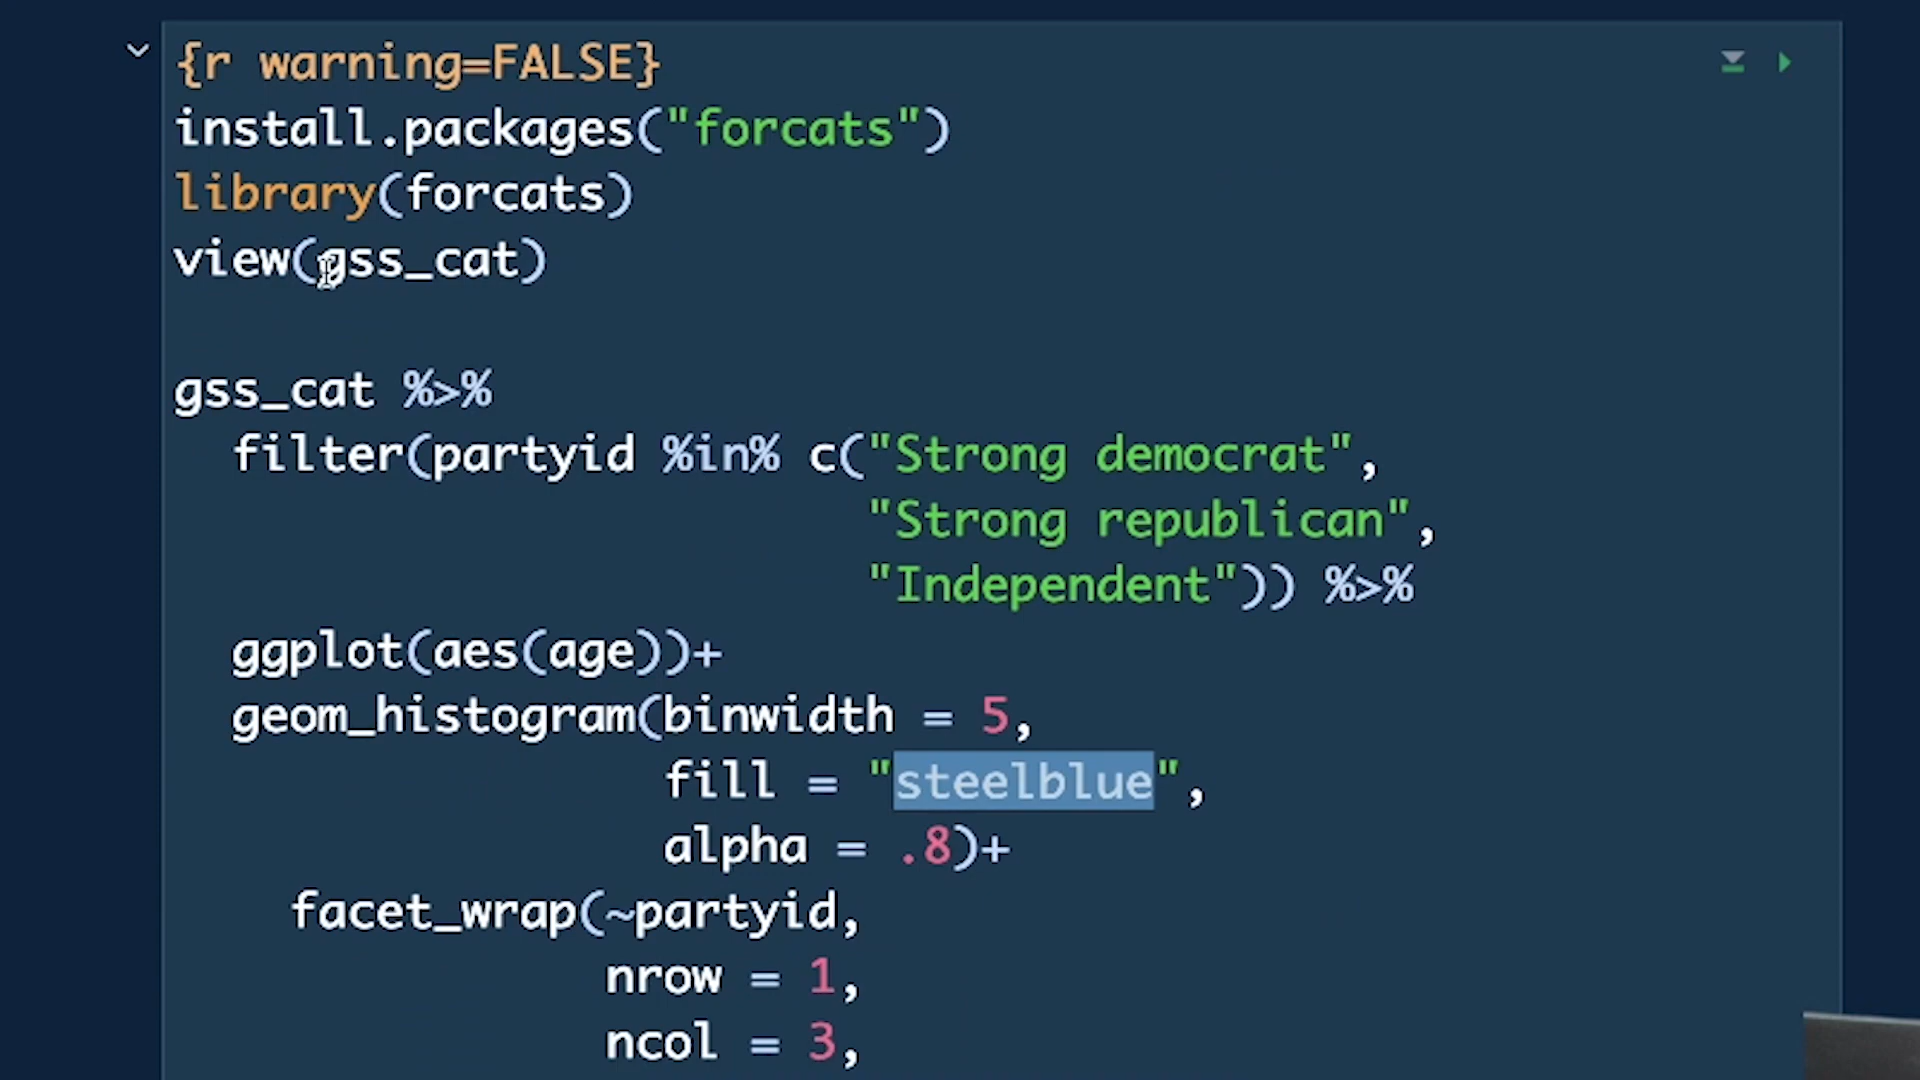 {r warning=FALSE}
install.packages("forcats")
library(forcats)
view(gss_cat)
gss_cat %>%
filter(partyid %in% c("Strong democrat",
"Strong republican",
"Independent")) %>%
ggplot(aes(age))+
geom_histogram(binwidth = 5,
fill = "steelblue",
alpha = .8)+
facet_wrap(~partyid,
nrow = 1,
ncol = 3,